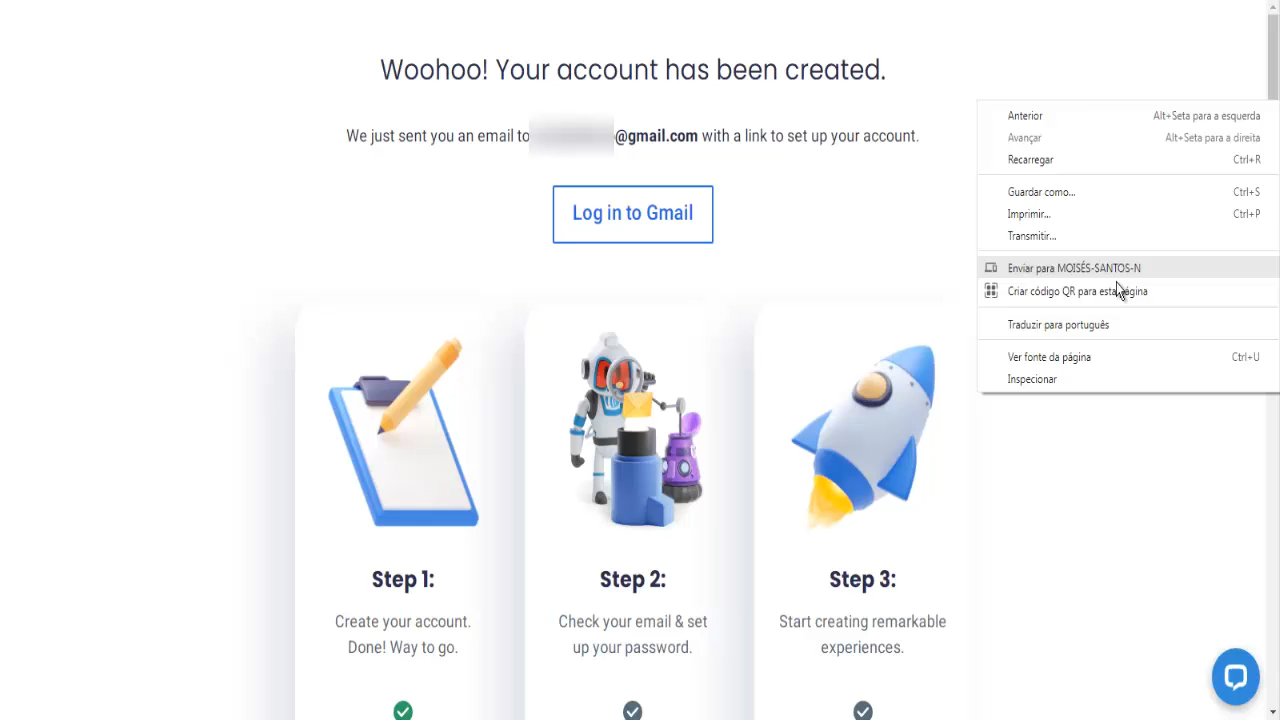 Woohoo! Your account has been created.
We just sent you an email to @gmail.com with a link to set up your account.
Log in to Gmail
Anterior Alt+Seta para a esquerda
Avançar Alt+Seta para a direita
Recarregar Ctrl+R
Guardar como... Ctrl+S
Imprimir... Ctrl+P
Transmitir...
Enviar para MOISÉS-SANTOS-N
Criar código QR para esta página
Traduzir para português
Ver fonte da página Ctrl+U
Inspecionar
Step 1:
Create your account.
Done! Way to go.
Step 2:
Check your email & set
up your password.
Step 3:
Start creating remarkable
experiences.